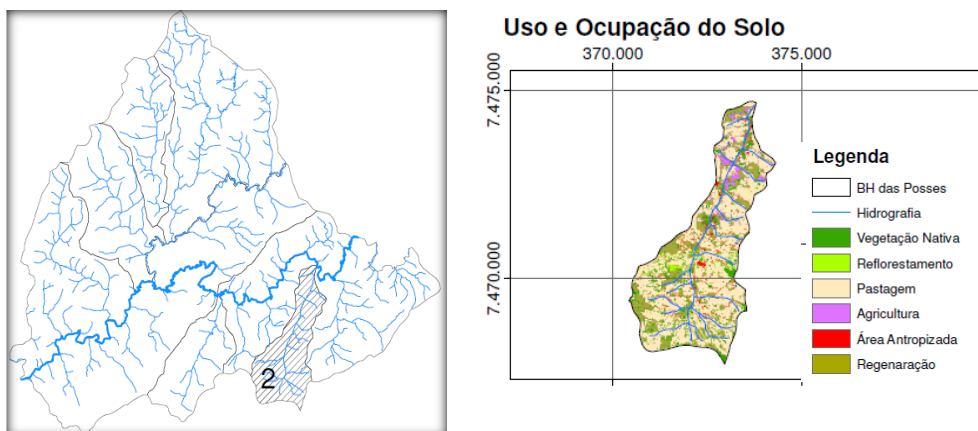 2
Uso e Ocupação do Solo
370.000
375.000
7.475.000
7.470.000
Legenda
BH das Posses
Hidrografia
Vegetação Nativa
Reflorestamento
Pastagem
Agricultura
Área Antropizada
Regenaração